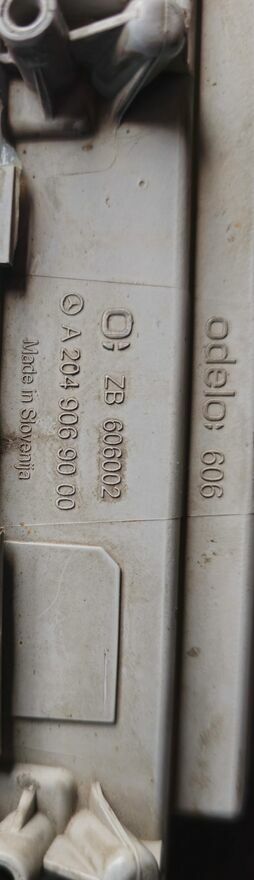 odelo; 606
ZB 606002
A 204 906 90 00
Made in Slovenija